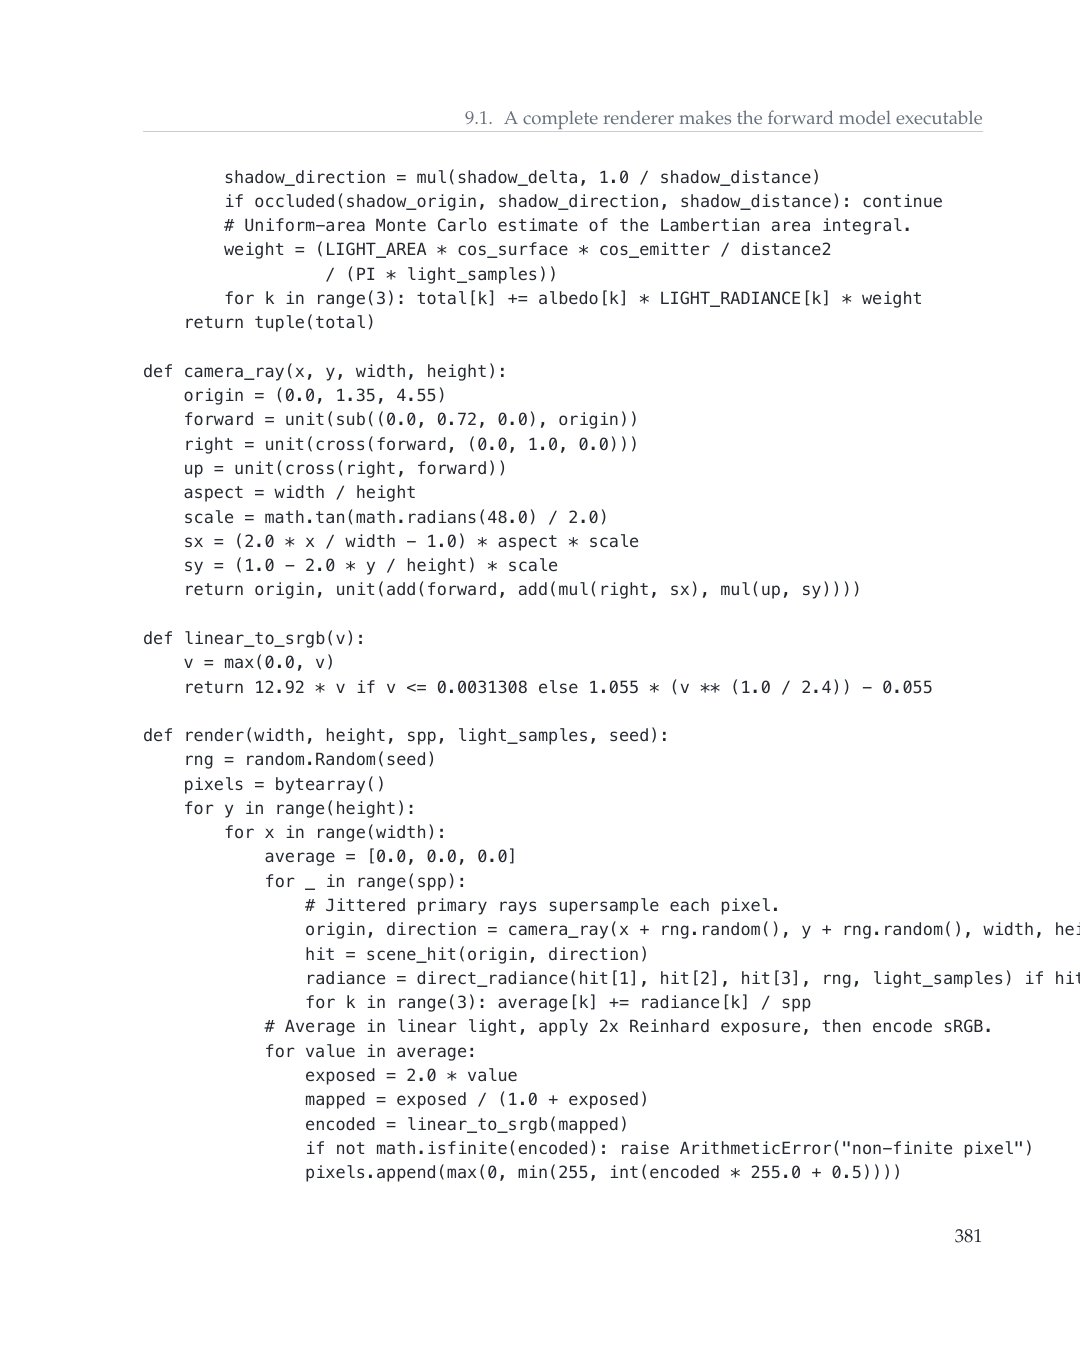 9.1. A complete renderer makes the forward model executable
        shadow_direction = mul(shadow_delta, 1.0 / shadow_distance)
        if occluded(shadow_origin, shadow_direction, shadow_distance): continue
        # Uniform-area Monte Carlo estimate of the Lambertian area integral.
        weight = (LIGHT_AREA * cos_surface * cos_emitter / distance2
                  / (PI * light_samples))
        for k in range(3): total[k] += albedo[k] * LIGHT_RADIANCE[k] * weight
    return tuple(total)

def camera_ray(x, y, width, height):
    origin = (0.0, 1.35, 4.55)
    forward = unit(sub((0.0, 0.72, 0.0), origin))
    right = unit(cross(forward, (0.0, 1.0, 0.0)))
    up = unit(cross(right, forward))
    aspect = width / height
    scale = math.tan(math.radians(48.0) / 2.0)
    sx = (2.0 * x / width - 1.0) * aspect * scale
    sy = (1.0 - 2.0 * y / height) * scale
    return origin, unit(add(forward, add(mul(right, sx), mul(up, sy))))

def linear_to_srgb(v):
    v = max(0.0, v)
    return 12.92 * v if v <= 0.0031308 else 1.055 * (v ** (1.0 / 2.4)) - 0.055

def render(width, height, spp, light_samples, seed):
    rng = random.Random(seed)
    pixels = bytearray()
    for y in range(height):
        for x in range(width):
            average = [0.0, 0.0, 0.0]
            for _ in range(spp):
                # Jittered primary rays supersample each pixel.
                origin, direction = camera_ray(x + rng.random(), y + rng.random(), width,
                hit = scene_hit(origin, direction)
                radiance = direct_radiance(hit[1], hit[2], hit[3], rng, light_samples) if hit
                for k in range(3): average[k] += radiance[k] / spp
            # Average in linear light, apply 2x Reinhard exposure, then encode sRGB.
            for value in average:
                exposed = 2.0 * value
                mapped = exposed / (1.0 + exposed)
                encoded = linear_to_srgb(mapped)
                if not math.isfinite(encoded): raise ArithmeticError("non-finite pixel")
                pixels.append(max(0, min(255, int(encoded * 255.0 + 0.5))))
381